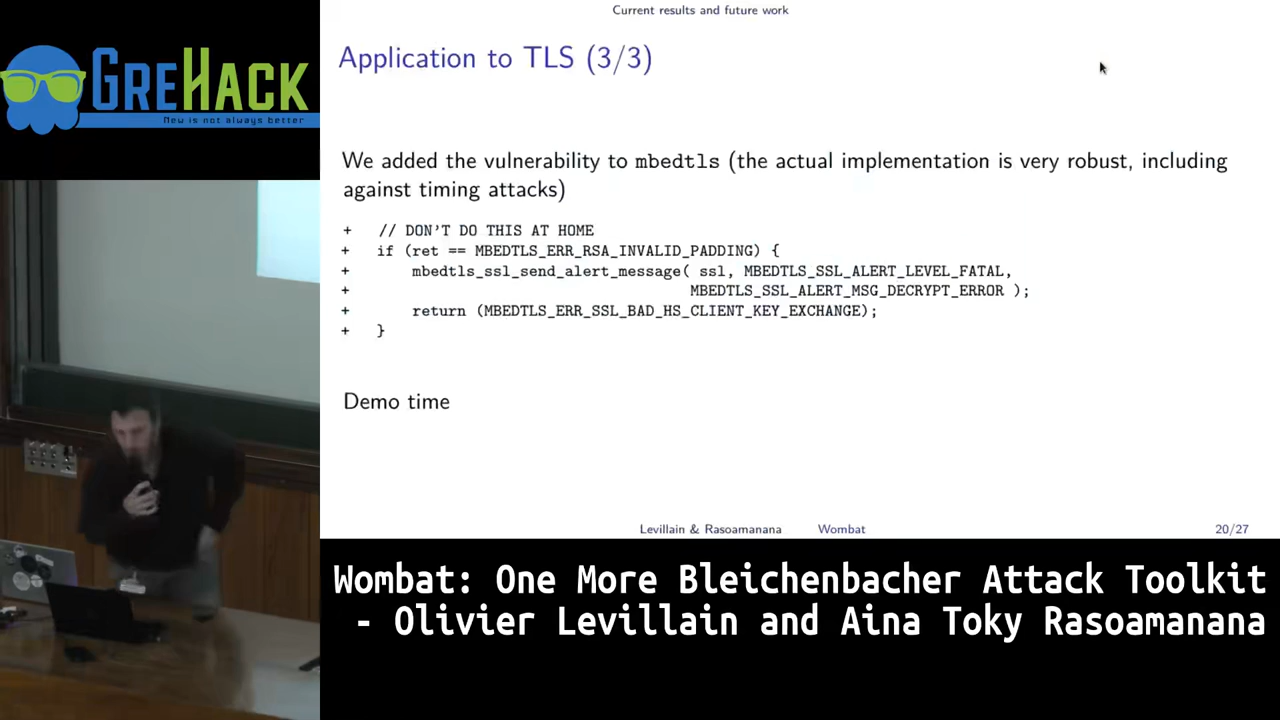 Current results and future work
GREHACK
New is not always better
Application to TLS (3/3)
We added the vulnerability to mbedtls (the actual implementation is very robust, including
against timing attacks)
+ // DON'T DO THIS AT HOME
+ if (ret == MBEDTLS_ERR_RSA_INVALID_PADDING) {
+ mbedtls_ssl_send_alert_message( ssl, MBEDTLS_SSL_ALERT_LEVEL_FATAL,
+ MBEDTLS_SSL_ALERT_MSG_DECRYPT_ERROR );
+ return (MBEDTLS_ERR_SSL_BAD_HS_CLIENT_KEY_EXCHANGE);
+ }
Demo time
Levillain & Rasoamanana Wombat 20/27
Wombat: One More Bleichenbacher Attack Toolkit
- Olivier Levillain and Aina Toky Rasoamanana